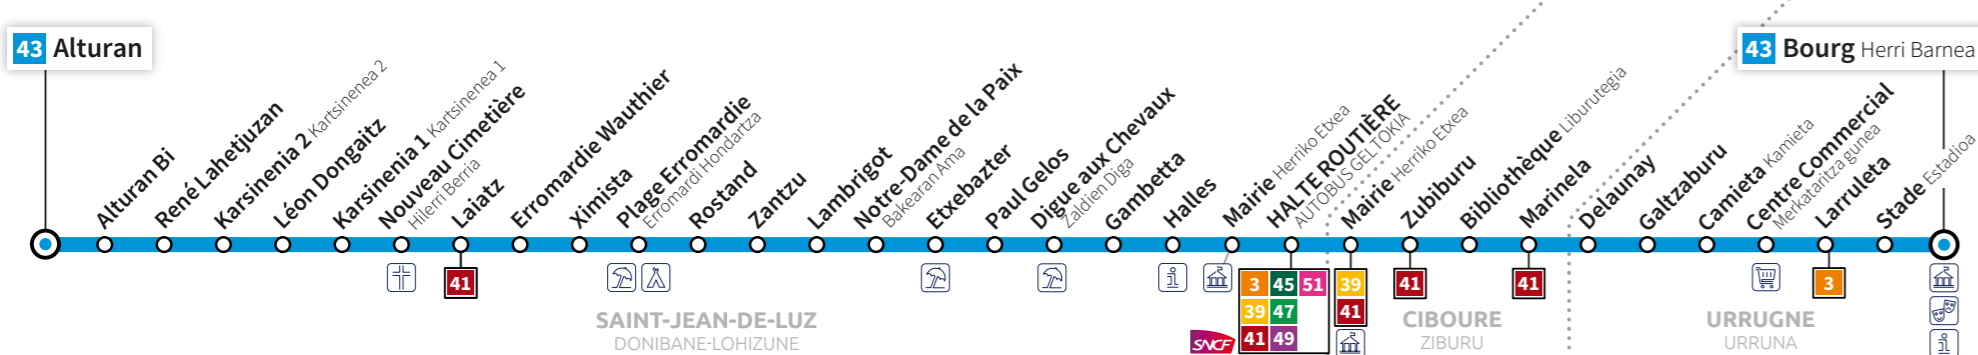 43 Alturan
43 Bourg Herri Barnea
Alturan Bi
René Lahetjuzan
Karsinenia 2 Kartsinenea 2
Léon Dongaitz
Karsinenia 1 Kartsinenea 1
Nouveau Cimetière
Hilerri Berria
Laiatz
Erromardie Wauthier
Ximista
Plage Erromardie
Erromardi Hondartza
Rostand
Zantzu
Lambrigot
Notre-Dame de la Paix
Bakearan Ama
Etxebazter
Paul Gelos
Digue aux Chevaux
Zaldien Diga
Gambetta
Halles
Mairie Herriko Etxea
HALTE ROUTIÈRE
AUTOBUS GELTOKIA
Mairie Herriko Etxea
Zubiburu
Bibliothèque Liburutegia
Marinela
Delaunay
Galtzaburu
Camieta Kamieta
Centre Commercial
Merkataritza gunea
Larruleta
Stade Estadioa
41
i
3 45 51
39 47
41 49
SNCF
39
41
41
41
3
i
SAINT-JEAN-DE-LUZ
DONIBANE-LOHIZUNE
CIBOURE
ZIBURU
URRUGNE
URRUNA